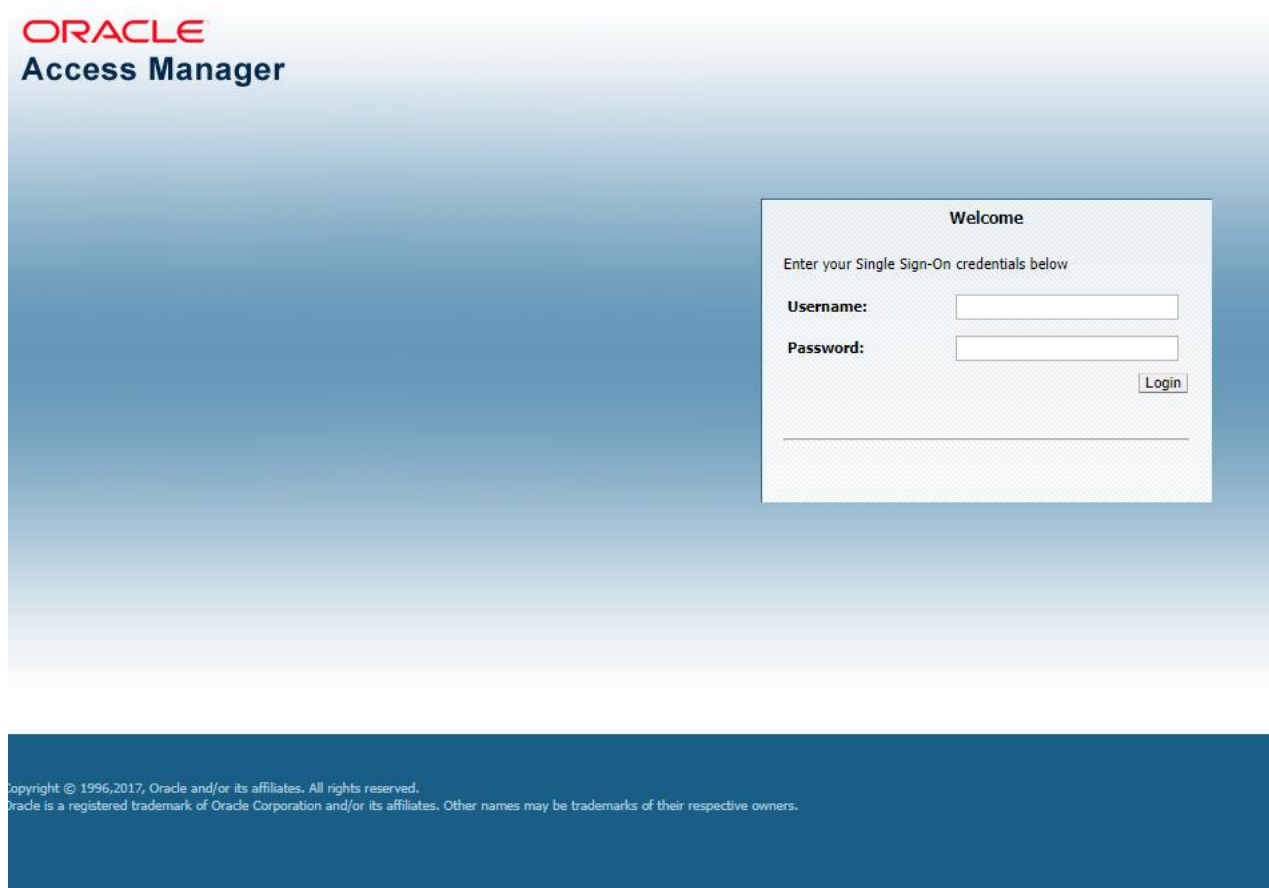 ORACLE
Access Manager
Welcome
Enter your Single Sign-On credentials below
Username:
Password:
Login
Copyright © 1996,2017, Oracle and/or its affiliates. All rights reserved.
Oracle is a registered trademark of Oracle Corporation and/or its affiliates. Other names may be trademarks of their respective owners.